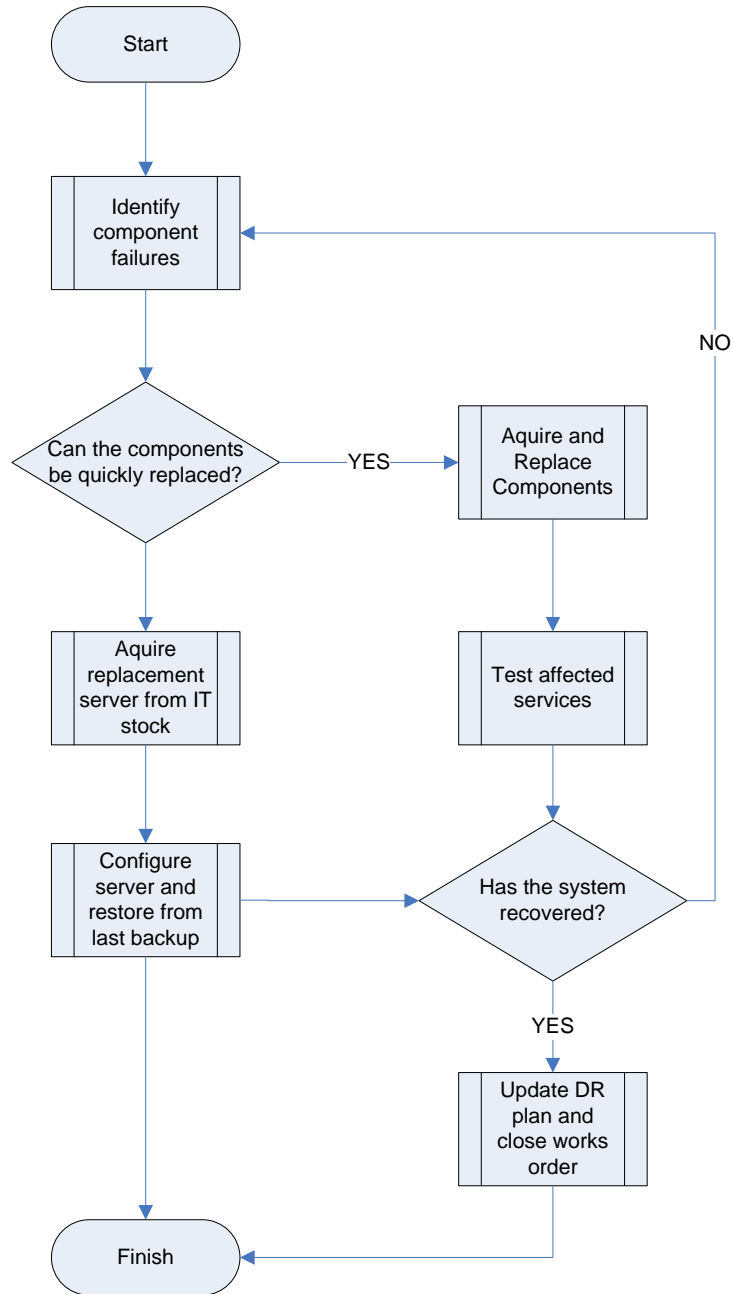 Start
Identify
component
failures
NO
Can the components
be quickly replaced?
YES
Aquire and
Replace
Components
Aquire
replacement
server from IT
stock
Test affected
services
Configure
server and
restore from
last backup
Has the system
recovered?
YES
Update DR
plan and
close works
order
Finish